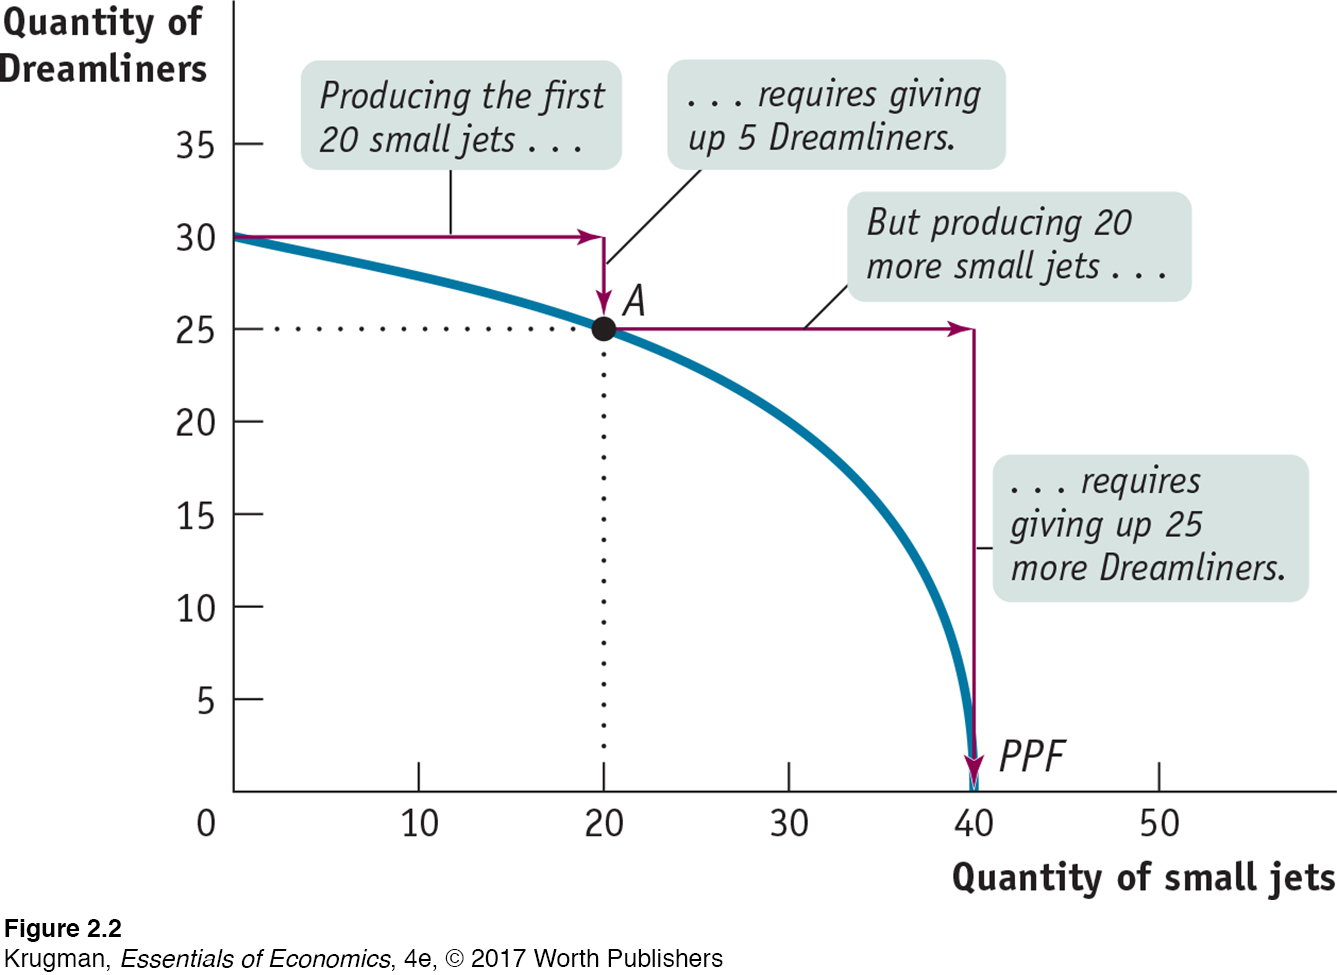 Quantity of
Dreamliners
Producing the first
20 small jets . . .
. . . requires giving
up 5 Dreamliners.
But producing 20
more small jets . . .
. . . requires
giving up 25
more Dreamliners.
35
30
25
20
15
10
5
A
PPF
0
10
20
30
40
50
Quantity of small jets
Figure 2.2
Krugman, Essentials of Economics, 4e, © 2017 Worth Publishers